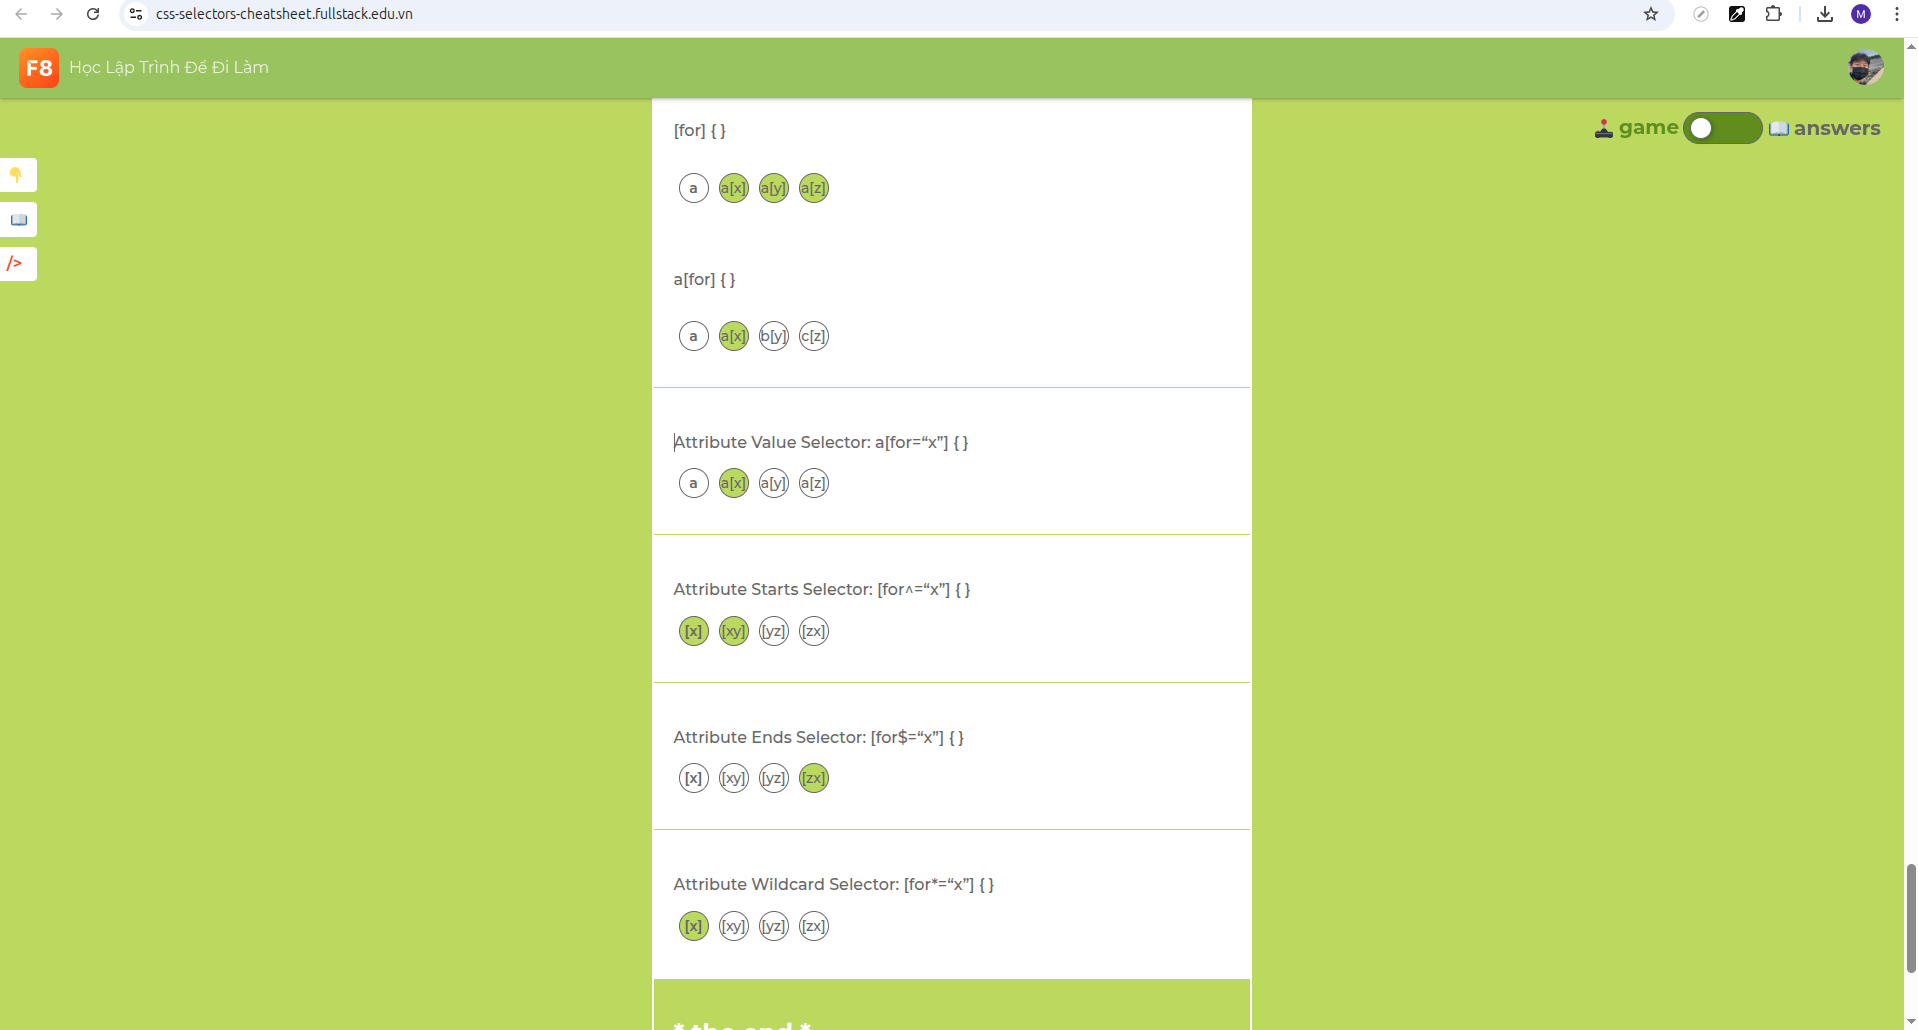 css-selectors-cheatsheet.fullstack.edu.vn
M
F8 Học Lập Trình Để Đi Làm
game answers
/>
[for] { }
a a[x] a[y] a[z]
a[for] { }
a a[x] b[y] c[z]
Attribute Value Selector: a[for=“x”] { }
a a[x] a[y] a[z]
Attribute Starts Selector: [for^=“x”] { }
[x] [xy] [yz] [zx]
Attribute Ends Selector: [for$=“x”] { }
[x] [xy] [yz] [zx]
Attribute Wildcard Selector: [for*=“x”] { }
[x] [xy] [yz] [zx]
* the end *